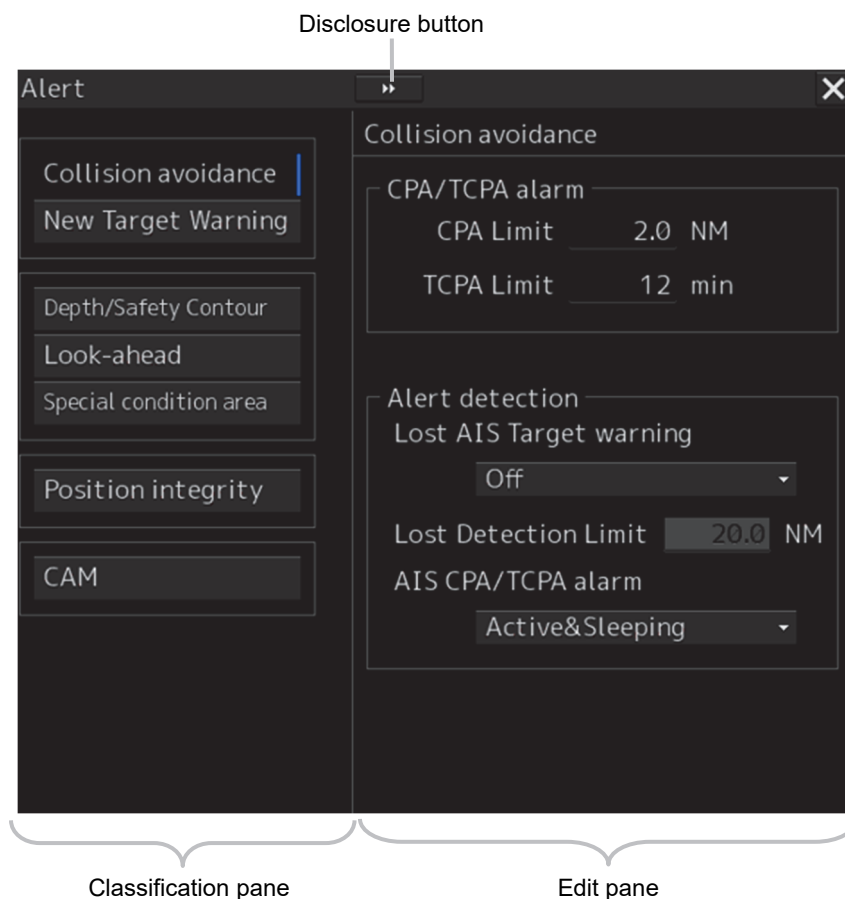 Disclosure button
Alert
Collision avoidance
New Target Warning
Depth/Safety Contour
Look-ahead
Special condition area
Position integrity
CAM
Collision avoidance
CPA/TCPA alarm
CPA Limit 2.0 NM
TCPA Limit 12 min
Alert detection
Lost AIS Target warning
Off
Lost Detection Limit 20.0 NM
AIS CPA/TCPA alarm
Active&Sleeping
Classification pane
Edit pane